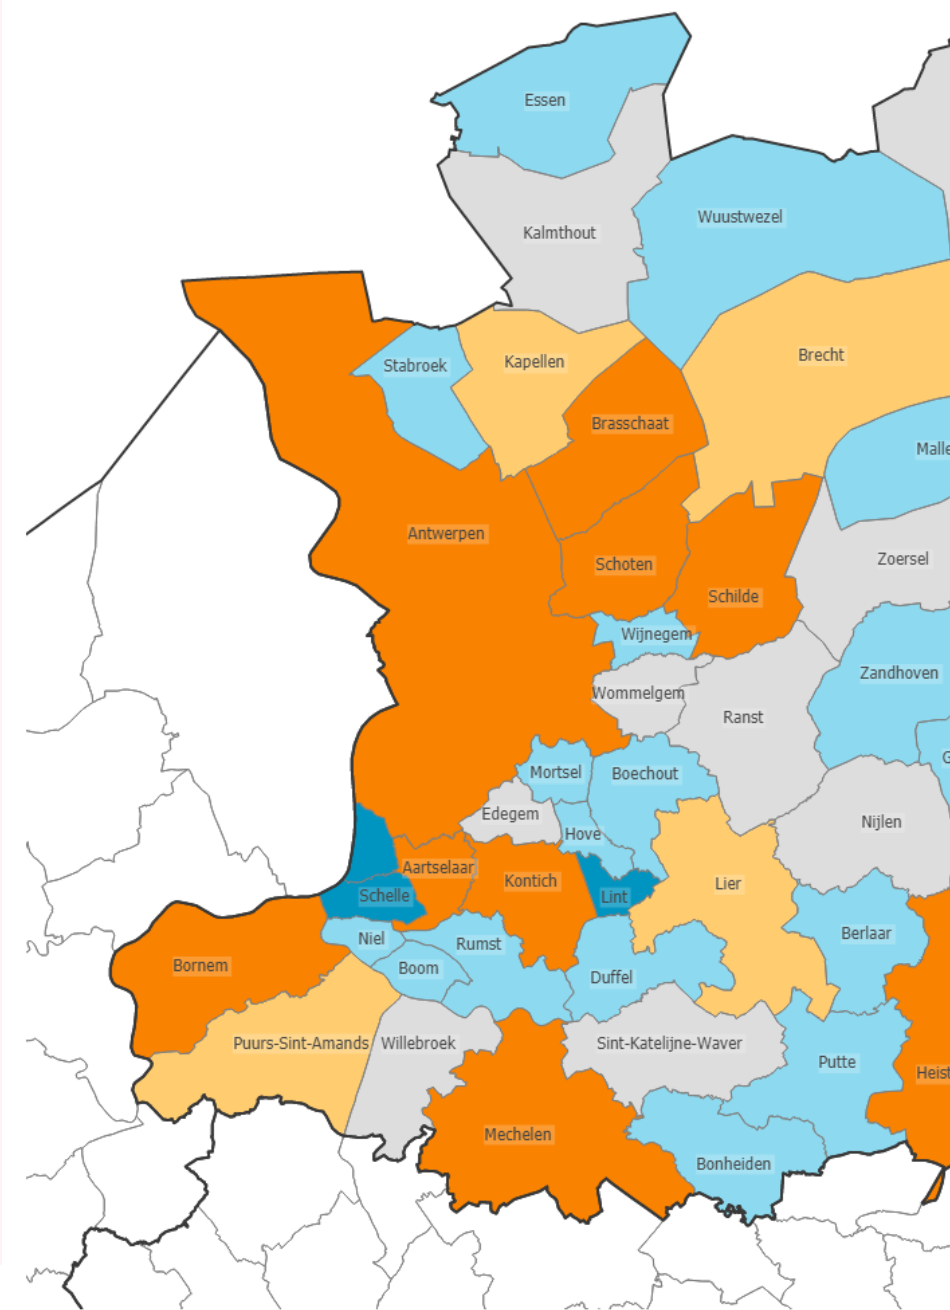 Essen
Wuustwezel
Kalmthout
Brecht
Kapellen
Stabroek
Brasschaat
Malle
Antwerpen
Zoersel
Schoten
Schilde
Wijnegem
Zandhoven
Wommelgem
Ranst
G
Mortsel
Boechout
Edegem
Nijlen
Hove
Aartselaar
Kontich
Lier
Schelle
Lint
Berlaar
Niel
Rumst
Bornem
Boom
Duffel
Puurs-Sint-Amands
Willebroek
Sint-Katelijne-Waver
Putte
Heist
Mechelen
Bonheiden